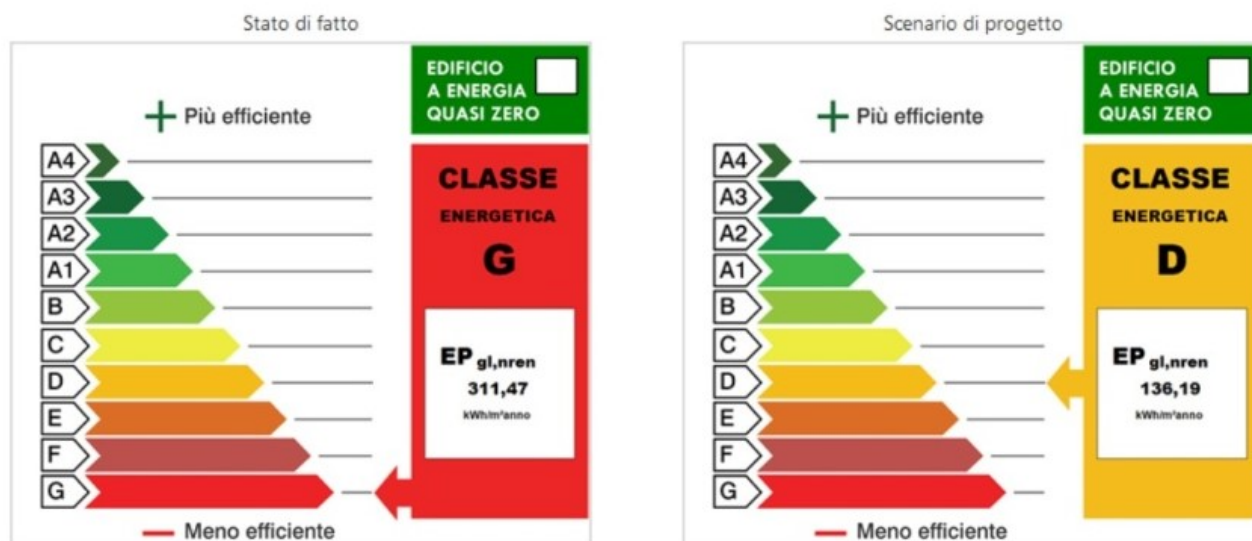 Stato di fatto
EDIFICIO
A ENERGIA
QUASI ZERO
Più efficiente
A4
A3
A2
A1
B
C
D
E
F
G
Meno efficiente
CLASSE
ENERGETICA
G
EP gl,nren
311,47
kWh/m²anno
Scenario di progetto
EDIFICIO
A ENERGIA
QUASI ZERO
Più efficiente
A4
A3
A2
A1
B
C
D
E
F
G
Meno efficiente
CLASSE
ENERGETICA
D
EP gl,nren
136,19
kWh/m²anno